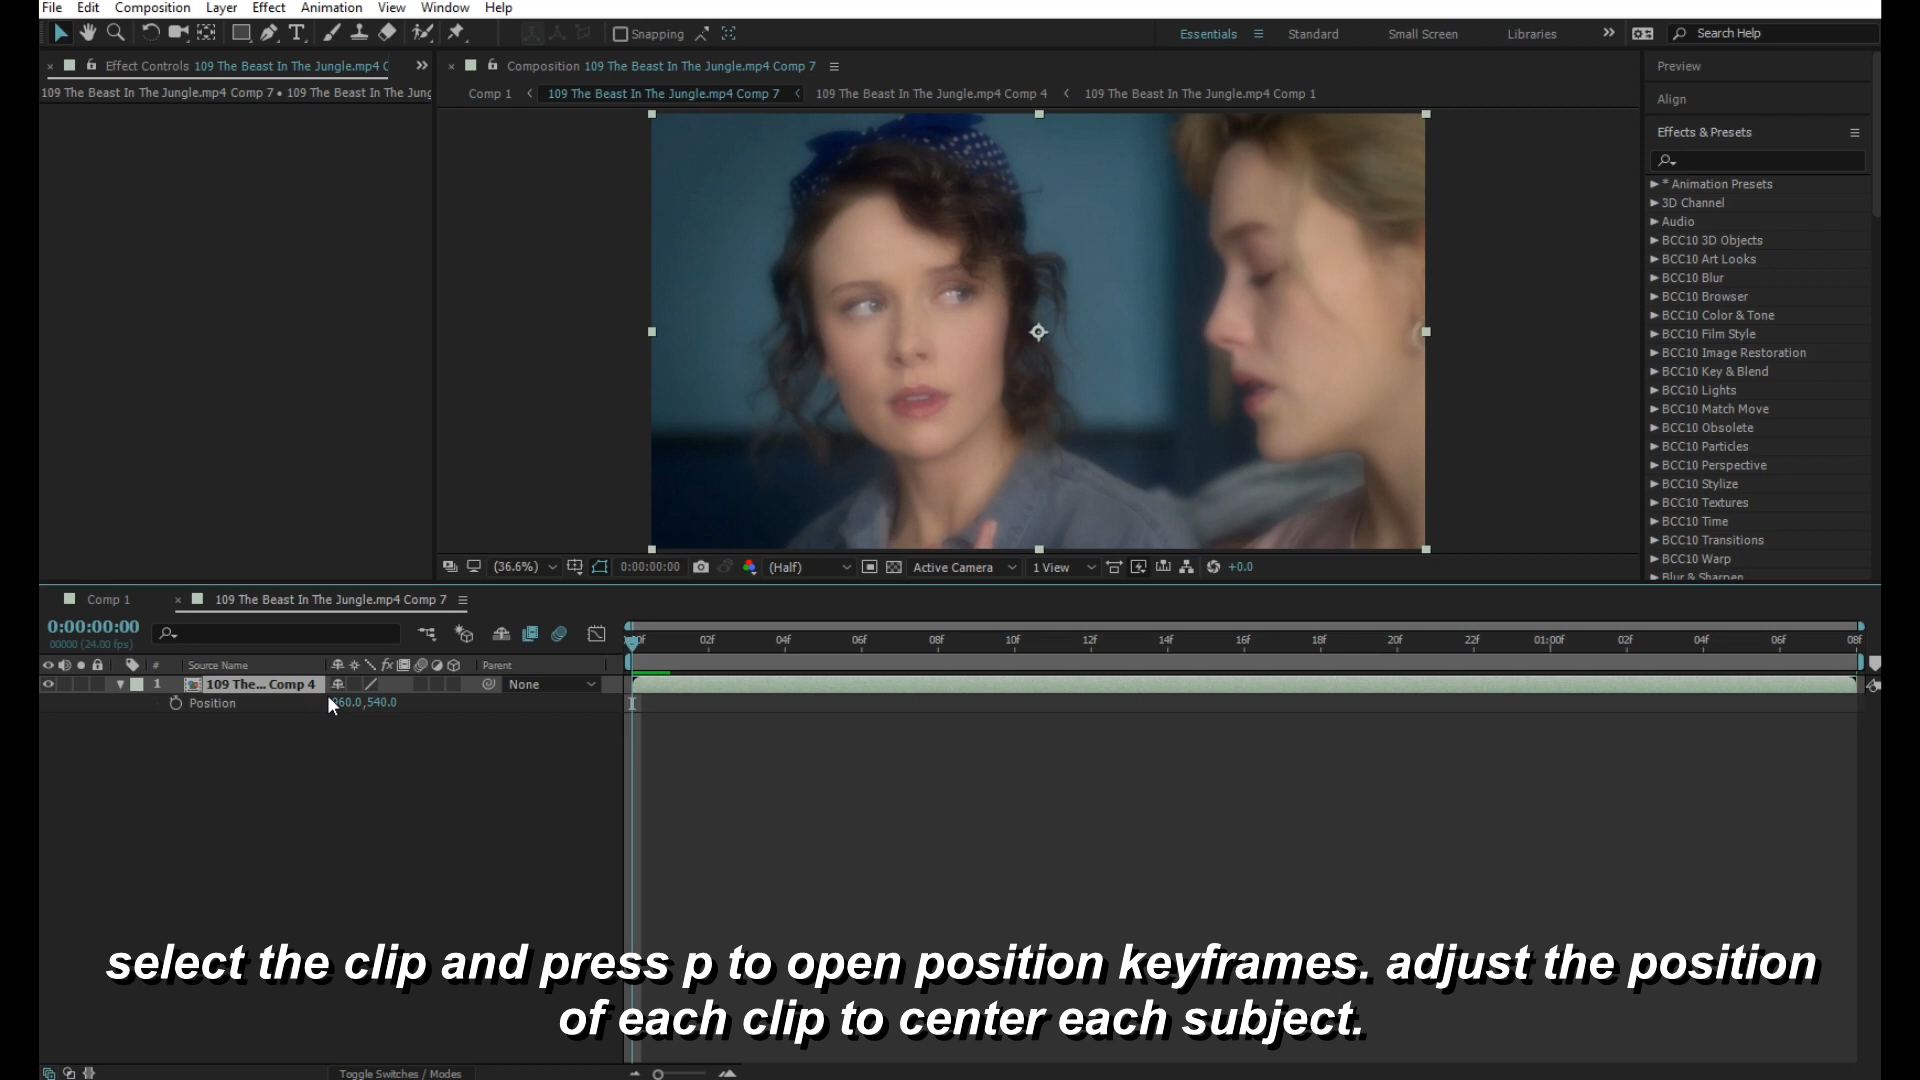 File Edit Composition Layer Effect Animation View Window Help
Snapping Essentials Standard Small Screen Libraries Search Help
Effect Controls 109 The Beast In The Jungle.mp4 C
109 The Beast In The Jungle.mp4 Comp 7 • 109 The Beast In The Jung
Composition 109 The Beast In The Jungle.mp4 Comp 7
Comp 1 109 The Beast In The Jungle.mp4 Comp 7 109 The Beast In The Jungle.mp4 Comp 4 109 The Beast In The Jungle.mp4 Comp 1
Preview
Align
Effects & Presets
* Animation Presets
3D Channel
Audio
BCC10 3D Objects
BCC10 Art Looks
BCC10 Blur
BCC10 Browser
BCC10 Color & Tone
BCC10 Film Style
BCC10 Image Restoration
BCC10 Key & Blend
BCC10 Lights
BCC10 Match Move
BCC10 Obsolete
BCC10 Particles
BCC10 Perspective
BCC10 Stylize
BCC10 Textures
BCC10 Time
BCC10 Transitions
BCC10 Warp
Blur & Sharpen
(36.6%) 0:00:00:00 (Half) Active Camera 1 View +0.0
Comp 1 109 The Beast In The Jungle.mp4 Comp 7
0:00:00:00
00000 (24.00 fps)
02f 04f 06f 08f 10f 12f 14f 16f 18f 20f 22f 01:00f 02f 04f 06f 08f
# Source Name fx Parent
1 109 The... Comp 4 None
Position 60.0,540.0
select the clip and press p to open position keyframes. adjust the position
of each clip to center each subject.
Toggle Switches / Modes